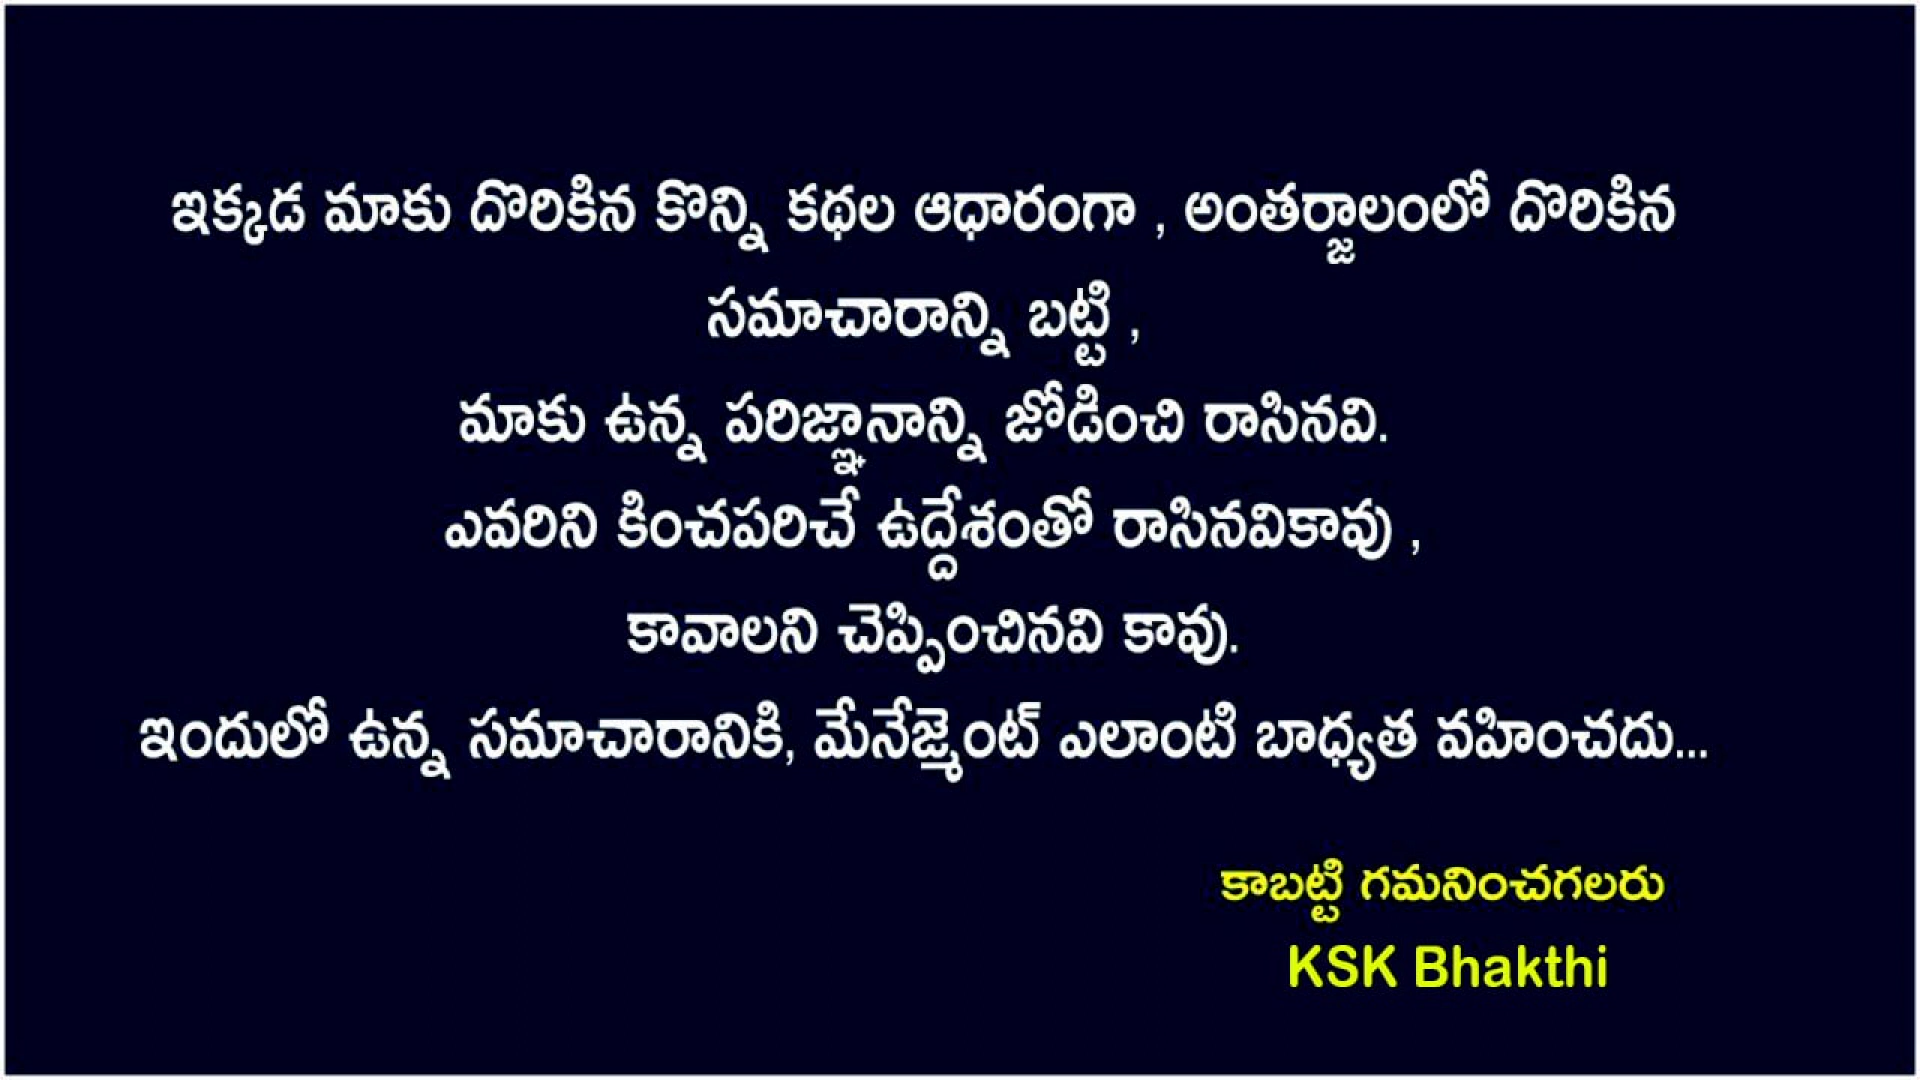 ఇక్కడ మాకు దొరికిన కొన్ని కథల ఆధారంగా , అంతర్జాలంలో దొరికిన
సమాచారాన్ని బట్టి ,
మాకు ఉన్న పరిజ్ఞానాన్ని జోడించి రాసినవి.
ఎవరిని కించపరిచే ఉద్దేశంతో రాసినవికావు ,
కావాలని చెప్పించినవి కావు.
ఇందులో ఉన్న సమాచారానికి, మేనేజ్మెంట్ ఎలాంటి బాధ్యత వహించదు...
కాబట్టి గమనించగలరు
KSK Bhakthi